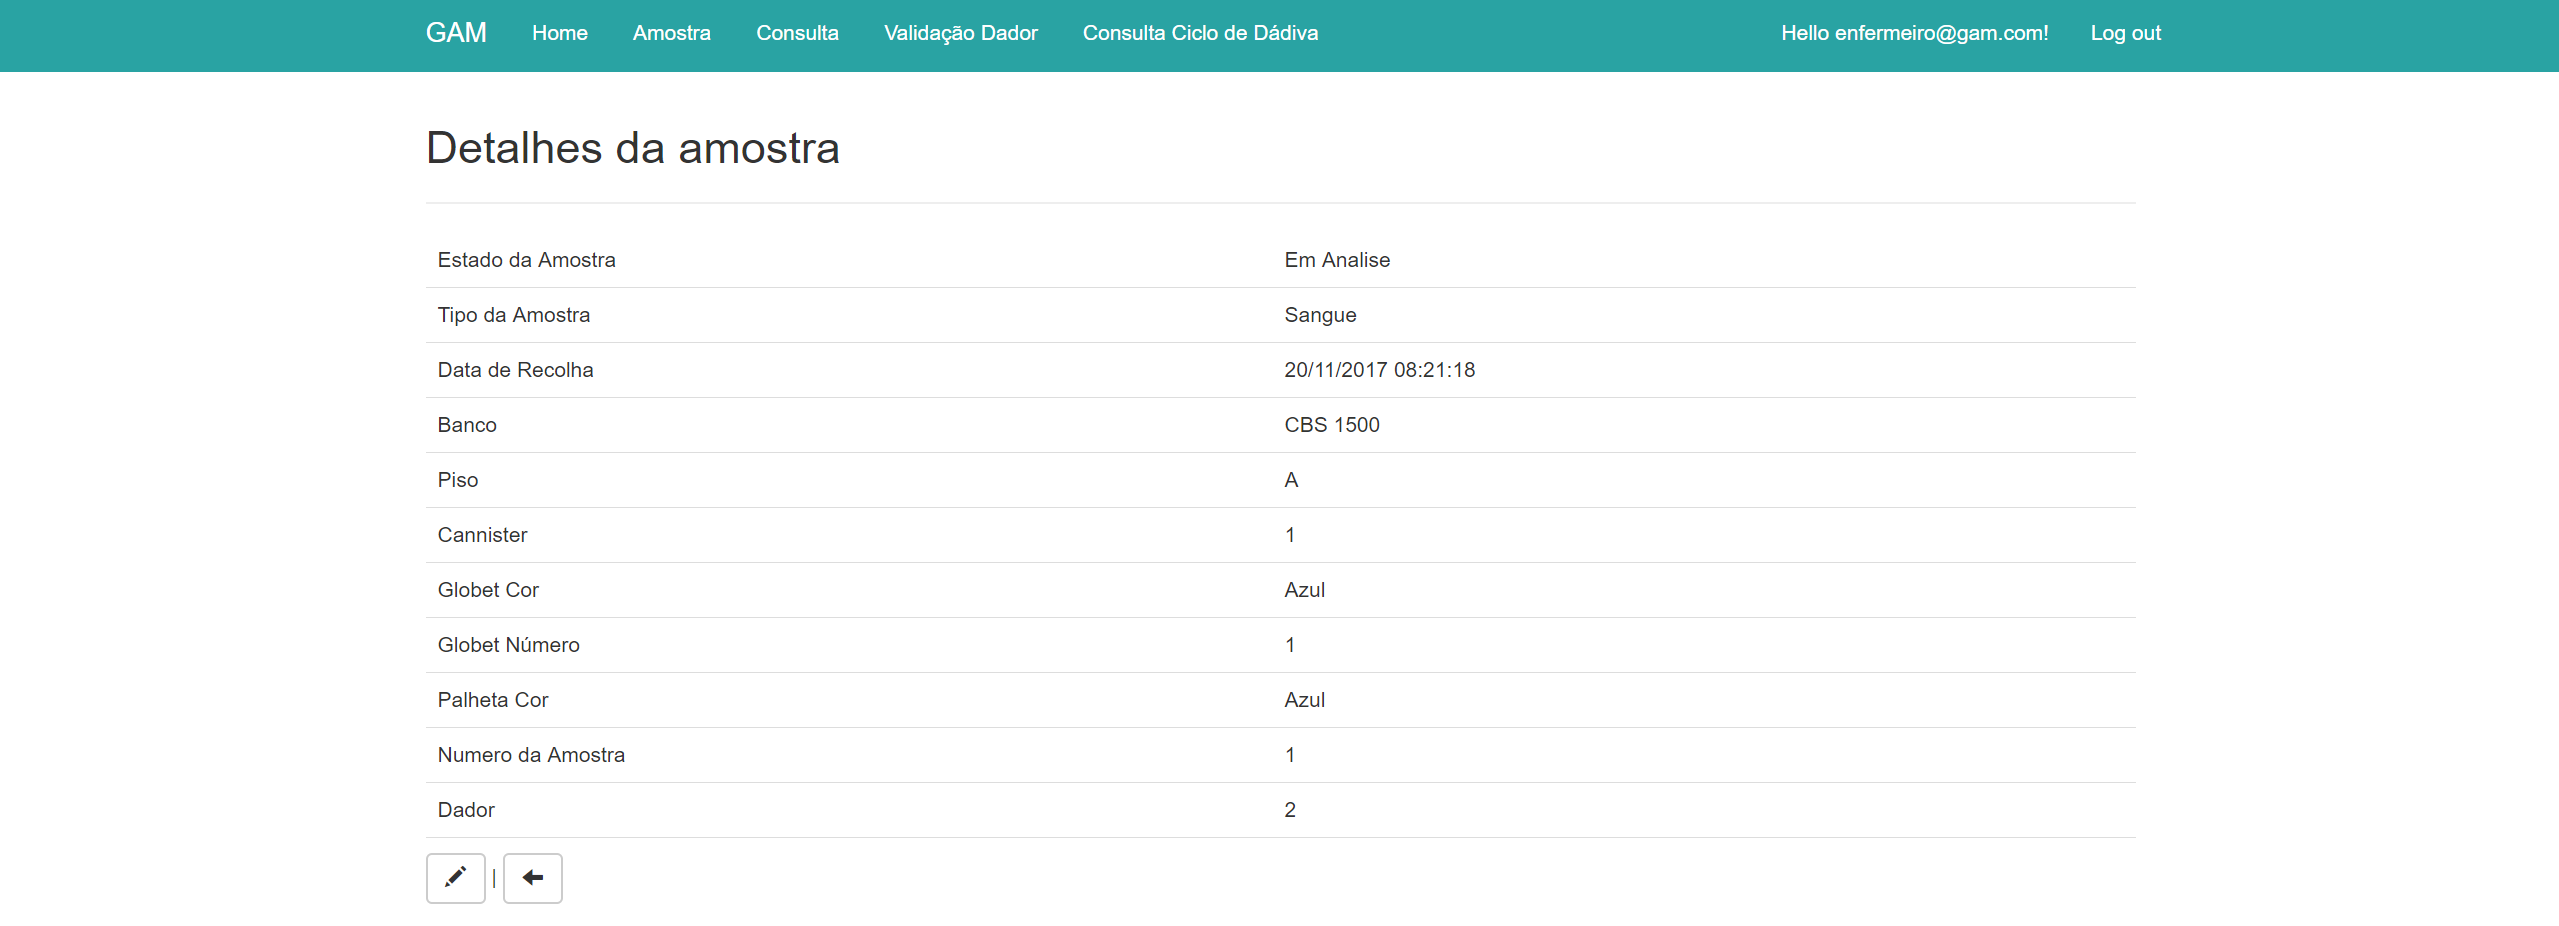 GAM Home Amostra Consulta Validação Dador Consulta Ciclo de Dádiva Hello enfermeiro@gam.com! Log out
Detalhes da amostra
Estado da Amostra Em Analise
Tipo da Amostra Sangue
Data de Recolha 20/11/2017 08:21:18
Banco CBS 1500
Piso A
Cannister 1
Globet Cor Azul
Globet Número 1
Palheta Cor Azul
Numero da Amostra 1
Dador 2
|